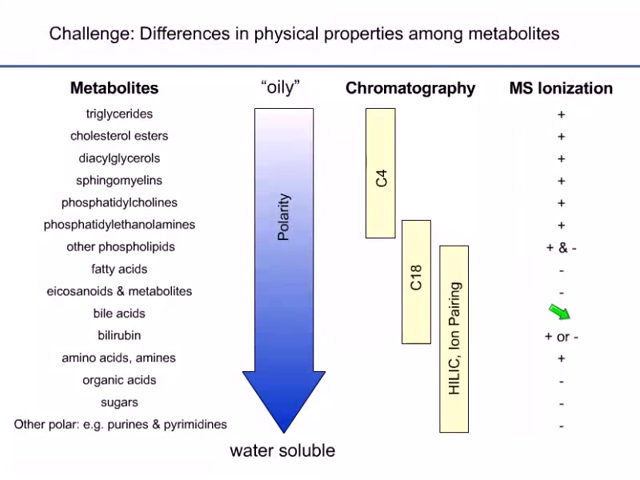 Challenge: Differences in physical properties among metabolites
Metabolites “oily” Chromatography MS Ionization
triglycerides +
cholesterol esters +
diacylglycerols +
sphingomyelins +
phosphatidylcholines +
phosphatidylethanolamines +
other phospholipids + & -
fatty acids -
eicosanoids & metabolites -
bile acids
bilirubin + or -
amino acids, amines +
organic acids -
sugars -
Other polar: e.g. purines & pyrimidines -
Polarity
C4
C18
HILIC, Ion Pairing
water soluble